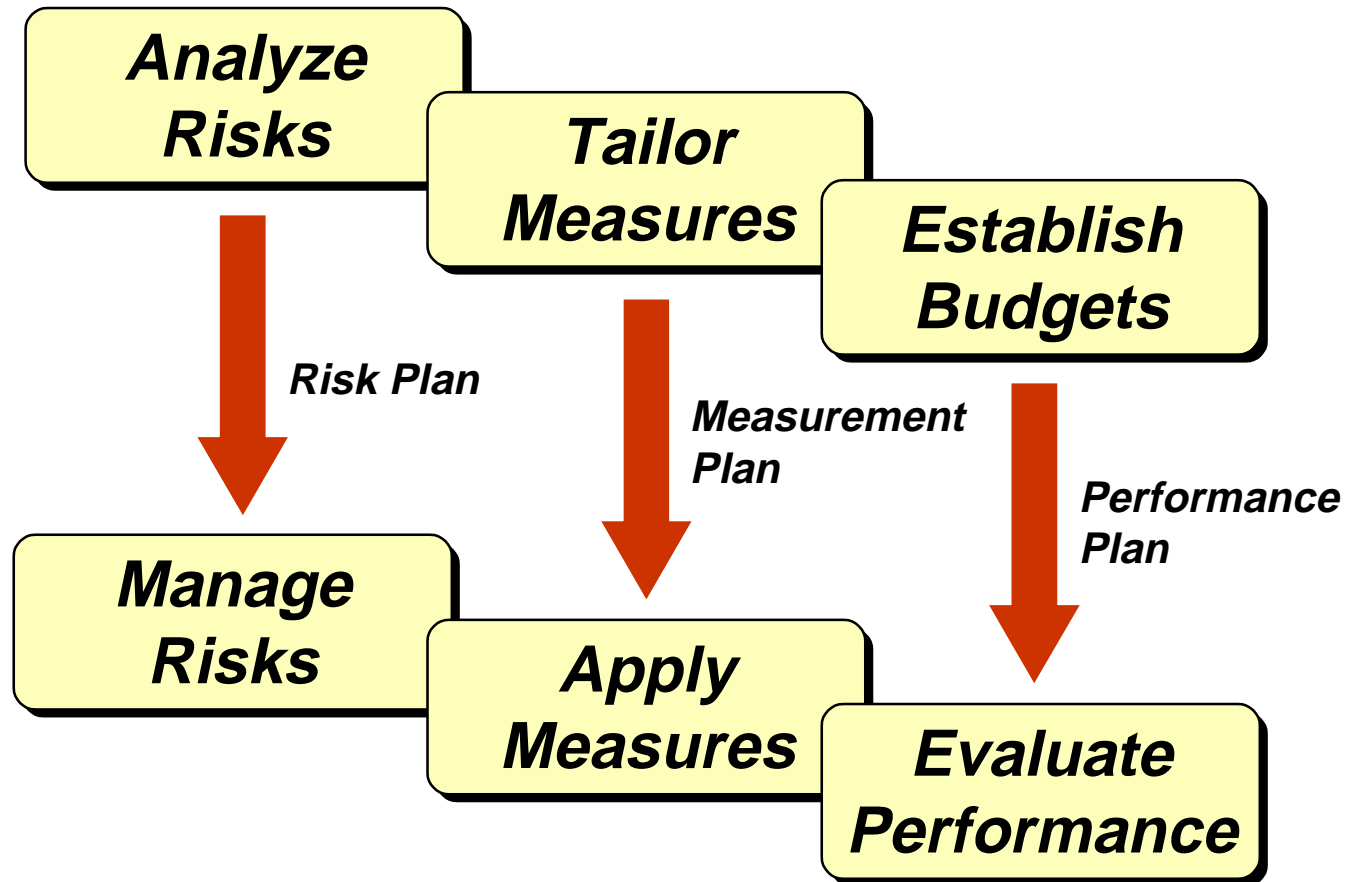 Analyze
Risks
Tailor
Measures
Establish
Budgets
Risk Plan
Measurement
Plan
Performance
Plan
Manage
Risks
Apply
Measures
Evaluate
Performance